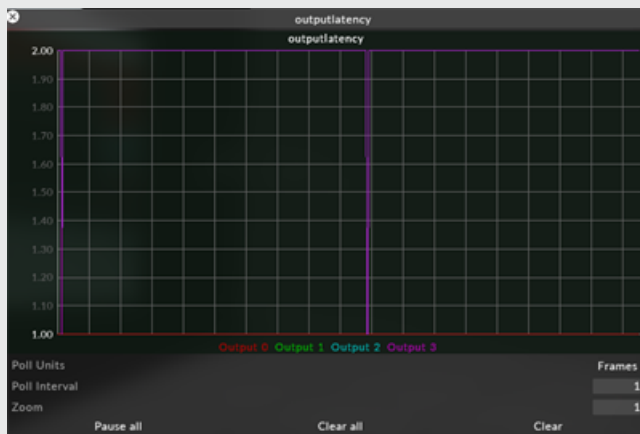 outputlatency
outputlatency
2.00
1.90
1.80
1.70
1.60
1.50
1.40
1.30
1.20
1.10
1.00
Output 0 Output 1 Output 2 Output 3
Poll Units Frames
Poll Interval 1
Zoom 1
Pause all Clear all Clear